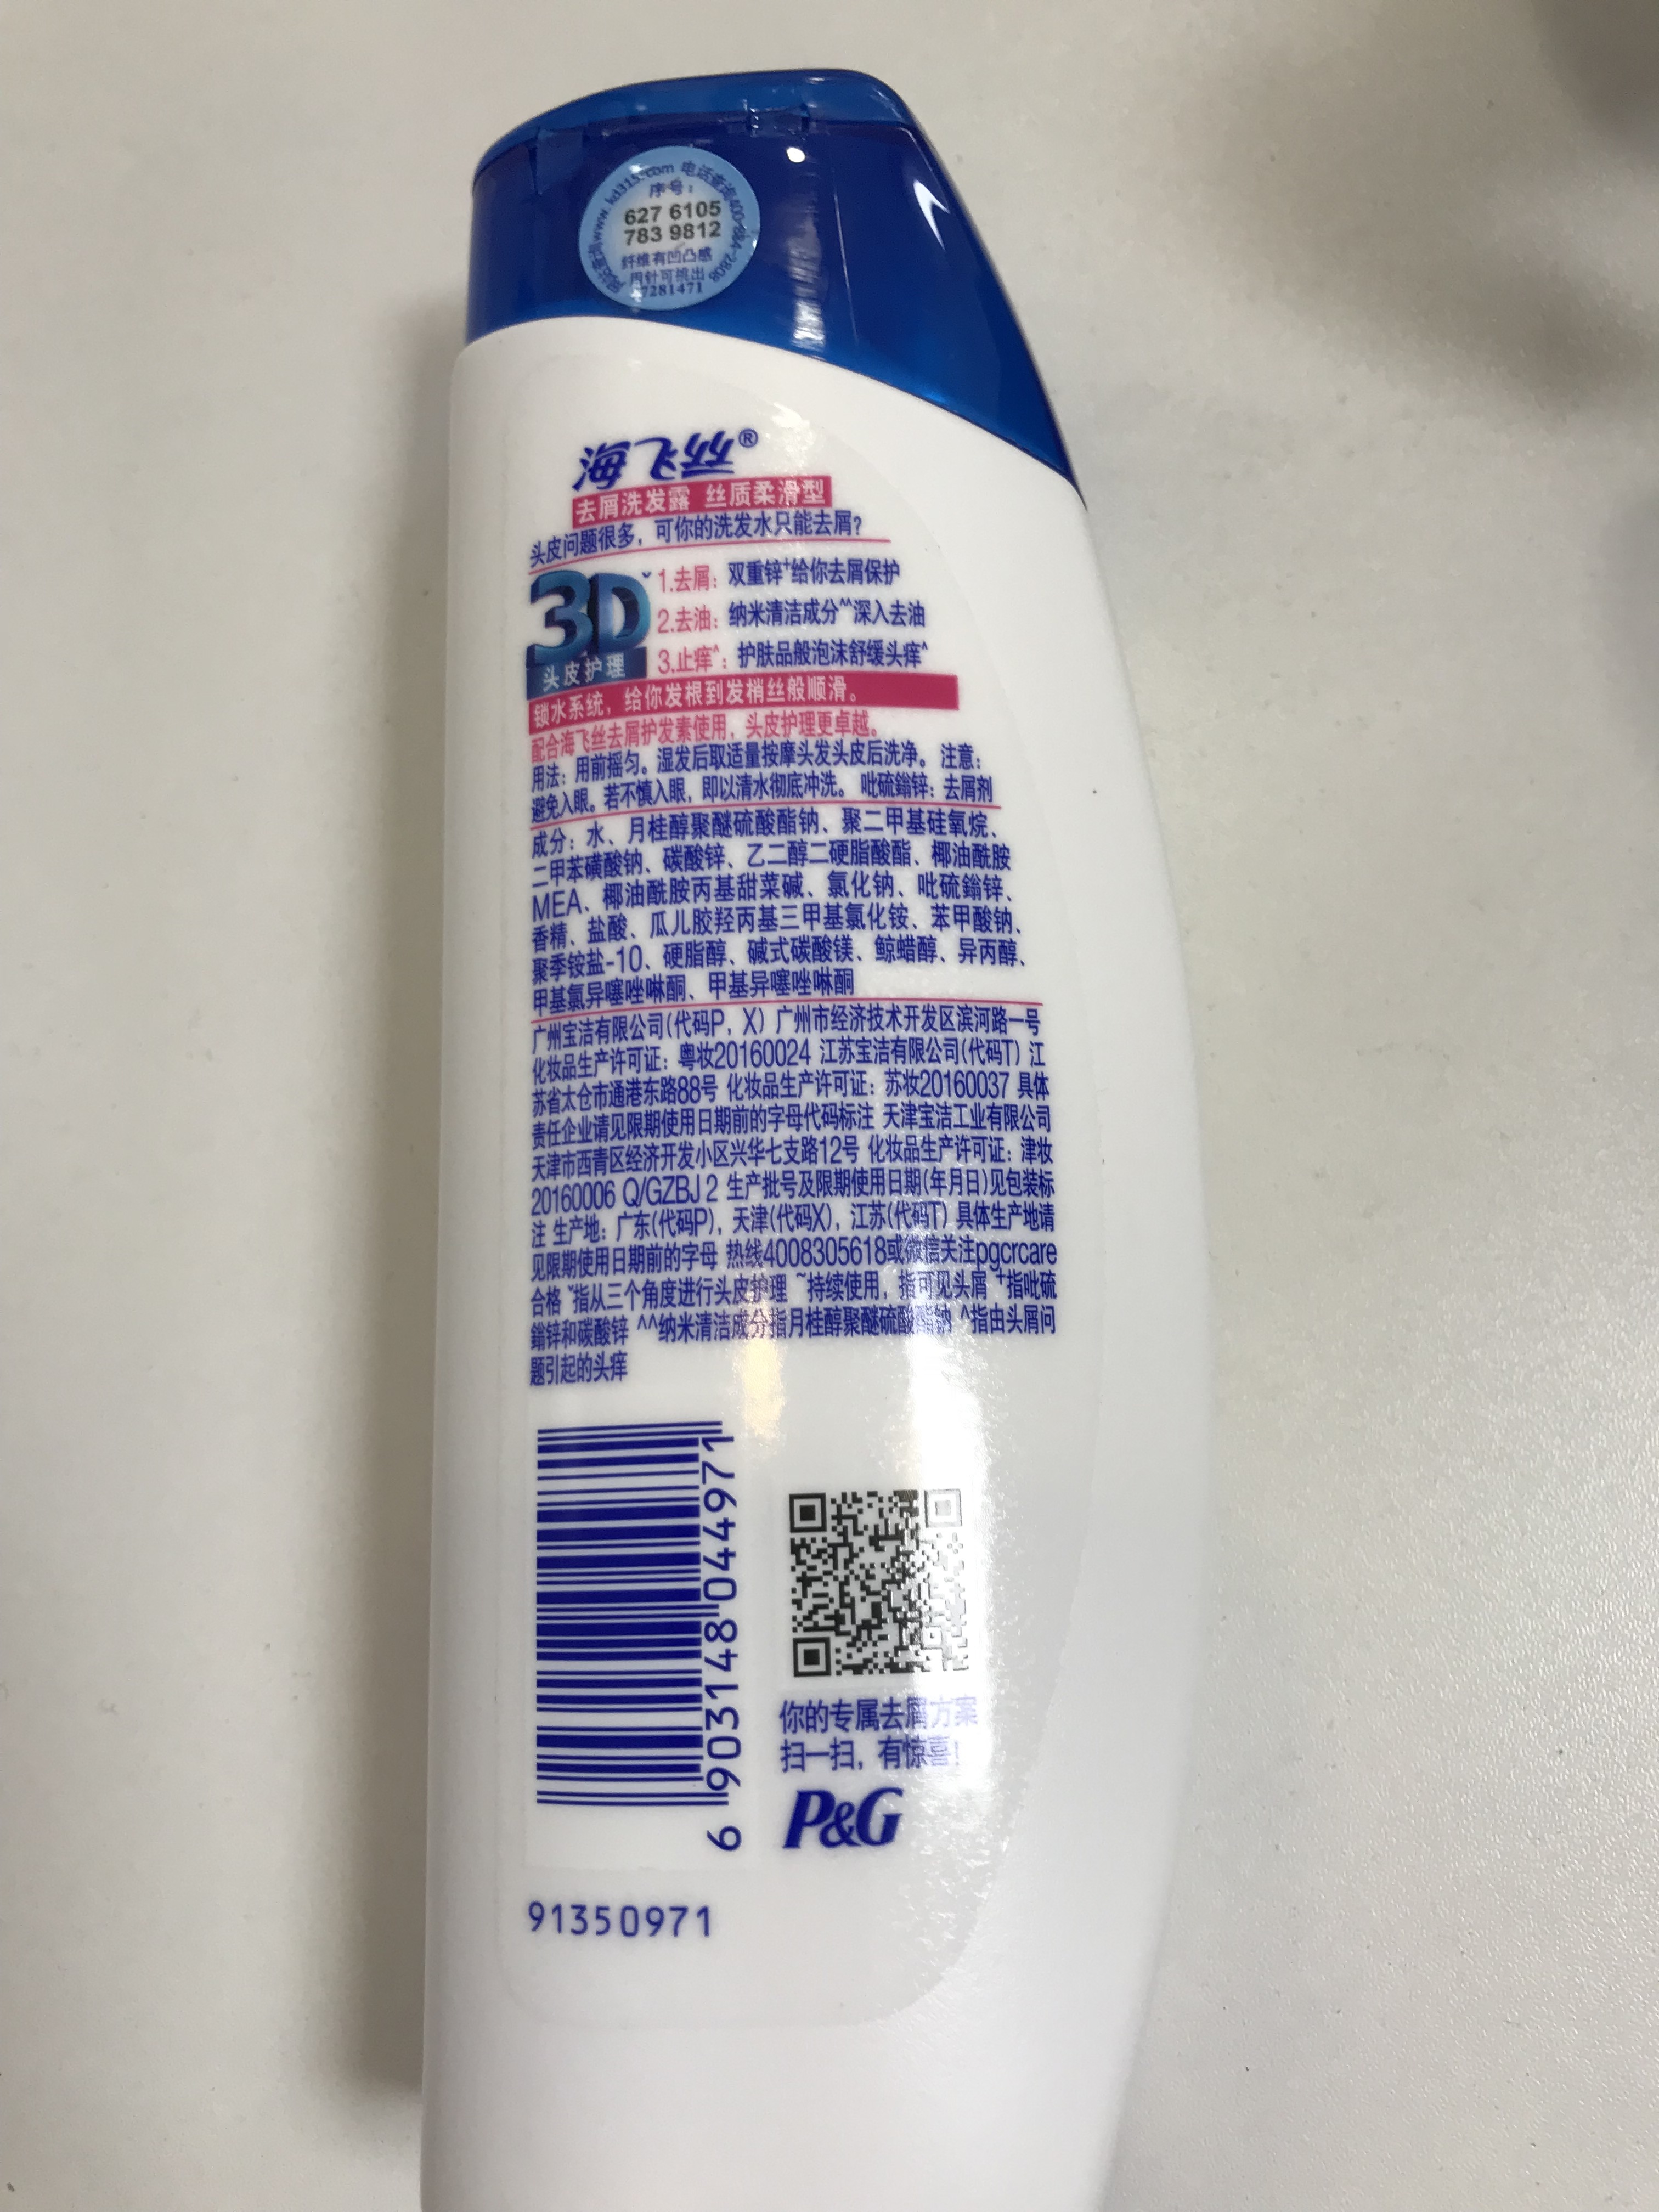 网站查询www.kd315.com 电话查询400-684-2808
序号：
627 6105
783 9812
纤维有凹凸感
用针可挑出
7281471
海飞丝®
去屑洗发露 丝质柔滑型
头皮问题很多，可你的洗发水只能去屑？
3Dˇ
头皮护理
1.去屑：双重锌⁺给你去屑保护
2.去油：纳米清洁成分^^深入去油
3.止痒^：护肤品般泡沫舒缓头痒^
锁水系统，给你发根到发梢丝般顺滑。
配合海飞丝去屑护发素使用，头皮护理更卓越。
用法：用前摇匀。湿发后取适量按摩头发头皮后洗净。 注意：
避免入眼。若不慎入眼，即以清水彻底冲洗。 吡硫鎓锌：去屑剂
成分：水、月桂醇聚醚硫酸酯钠、聚二甲基硅氧烷、
二甲苯磺酸钠、碳酸锌、乙二醇二硬脂酸酯、椰油酰胺
MEA、椰油酰胺丙基甜菜碱、氯化钠、吡硫鎓锌、
香精、盐酸、瓜儿胶羟丙基三甲基氯化铵、苯甲酸钠、
聚季铵盐-10、硬脂醇、碱式碳酸镁、鲸蜡醇、异丙醇、
甲基氯异噻唑啉酮、甲基异噻唑啉酮
广州宝洁有限公司(代码P，X) 广州市经济技术开发区滨河路一号
化妆品生产许可证：粤妆20160024 江苏宝洁有限公司(代码T) 江
苏省太仓市通港东路88号 化妆品生产许可证：苏妆20160037 具体
责任企业请见限期使用日期前的字母代码标注 天津宝洁工业有限公司
天津市西青区经济开发小区兴华七支路12号 化妆品生产许可证：津妆
20160006 Q/GZBJ 2 生产批号及限期使用日期(年月日)见包装标
注 生产地：广东(代码P)，天津(代码X)，江苏(代码T) 具体生产地请
见限期使用日期前的字母 热线4008305618或微信关注pgcrcare
合格 ˇ指从三个角度进行头皮护理 ~持续使用，指可见头屑 ⁺指吡硫
鎓锌和碳酸锌 ^^纳米清洁成分指月桂醇聚醚硫酸酯钠 ^指由头屑问
题引起的头痒
6 903148 044971
你的专属去屑方案
扫一扫，有惊喜！
P&G
91350971